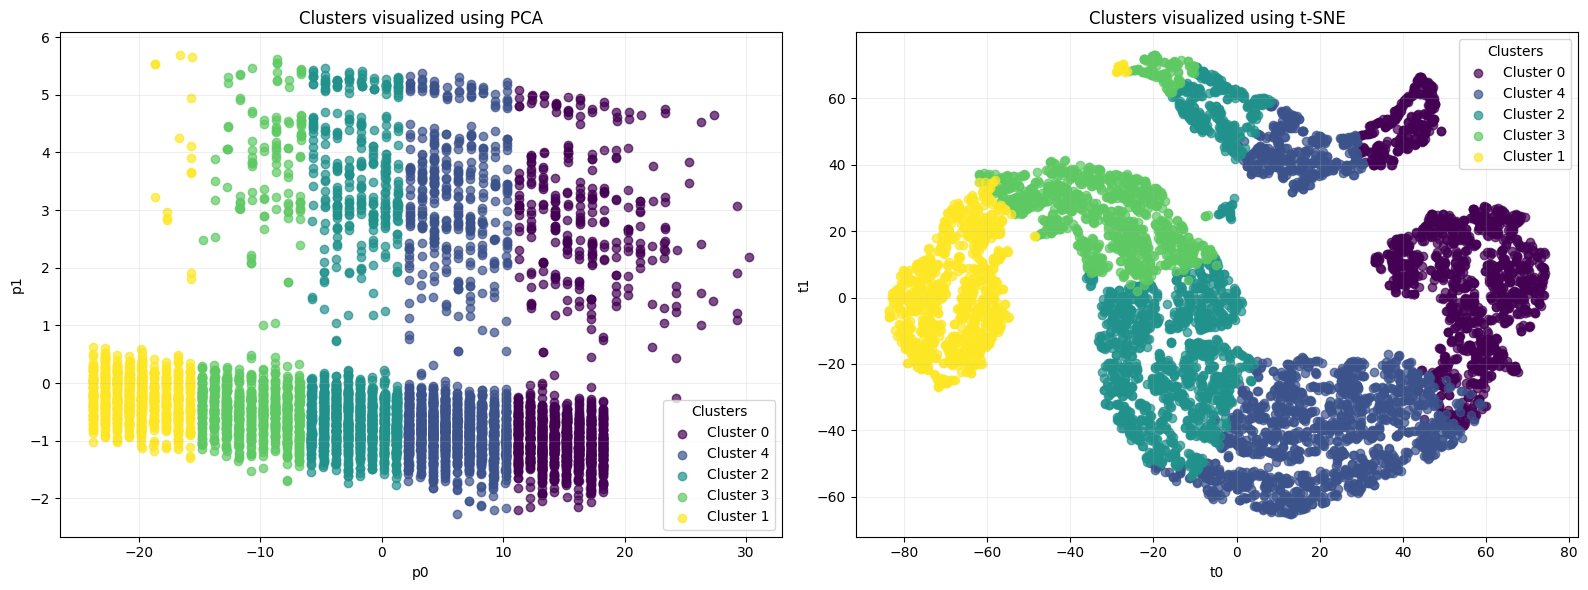 Clusters visualized using PCA
6
5
4
3
2
1
0
−1
−2
p1
−20
−10
0
10
20
30
p0
Clusters
Cluster 0
Cluster 4
Cluster 2
Cluster 3
Cluster 1
Clusters visualized using t-SNE
60
40
20
0
−20
−40
−60
t1
−80
−60
−40
−20
0
20
40
60
80
t0
Clusters
Cluster 0
Cluster 4
Cluster 2
Cluster 3
Cluster 1